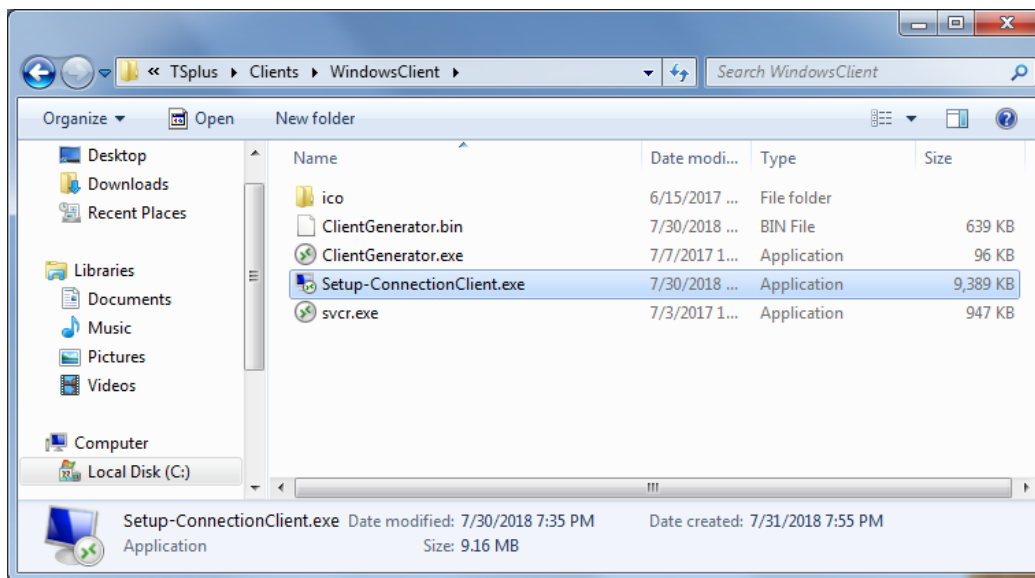 « TSplus ▸ Clients ▸ WindowsClient ▸ Search WindowsClient
Organize ▾ Open New folder
Desktop
Downloads
Recent Places
Libraries
Documents
Music
Pictures
Videos
Computer
Local Disk (C:)
Name Date modi... Type Size
ico 6/15/2017 ... File folder
ClientGenerator.bin 7/30/2018 ... BIN File 639 KB
ClientGenerator.exe 7/7/2017 1... Application 96 KB
Setup-ConnectionClient.exe 7/30/2018 ... Application 9,389 KB
svcr.exe 7/3/2017 1... Application 947 KB
Setup-ConnectionClient.exe Date modified: 7/30/2018 7:35 PM Date created: 7/31/2018 7:55 PM
Application Size: 9.16 MB